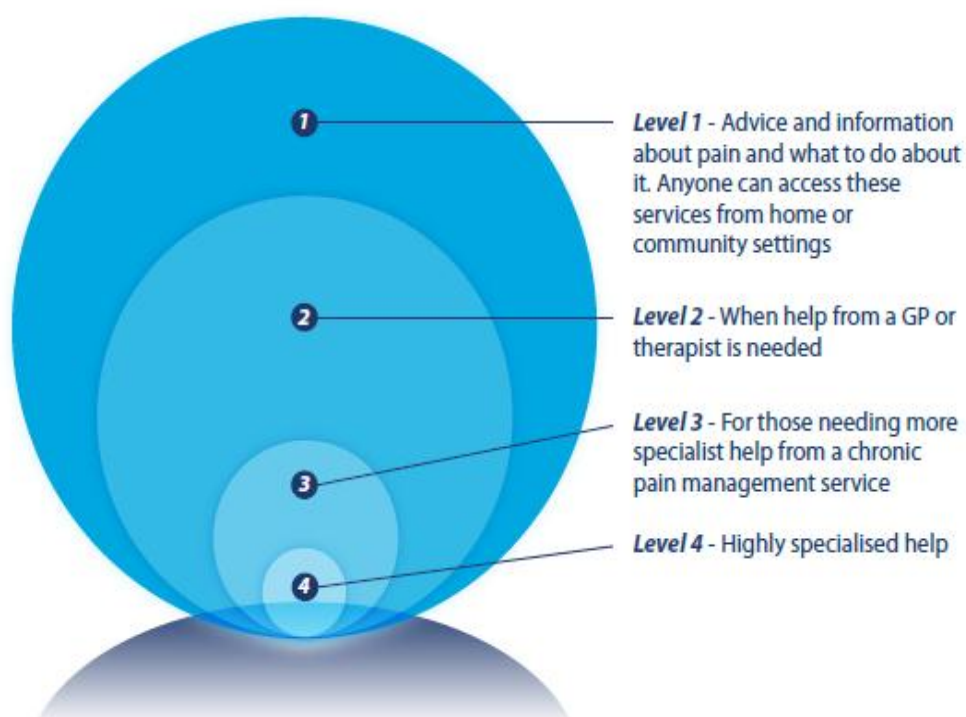 1
Level 1 - Advice and information
about pain and what to do about
it. Anyone can access these
services from home or
community settings
2
Level 2 - When help from a GP or
therapist is needed
3
Level 3 - For those needing more
specialist help from a chronic
pain management service
4
Level 4 - Highly specialised help